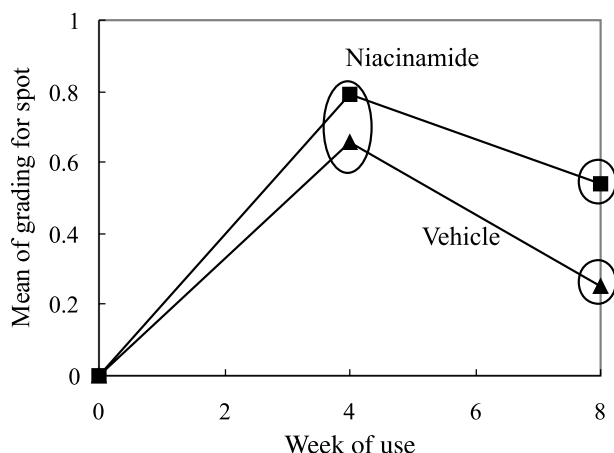 1
Niacinamide
0.8
0.6
Mean of grading for spot
0.4
Vehicle
0.2
0
0 2 4 6 8
Week of use